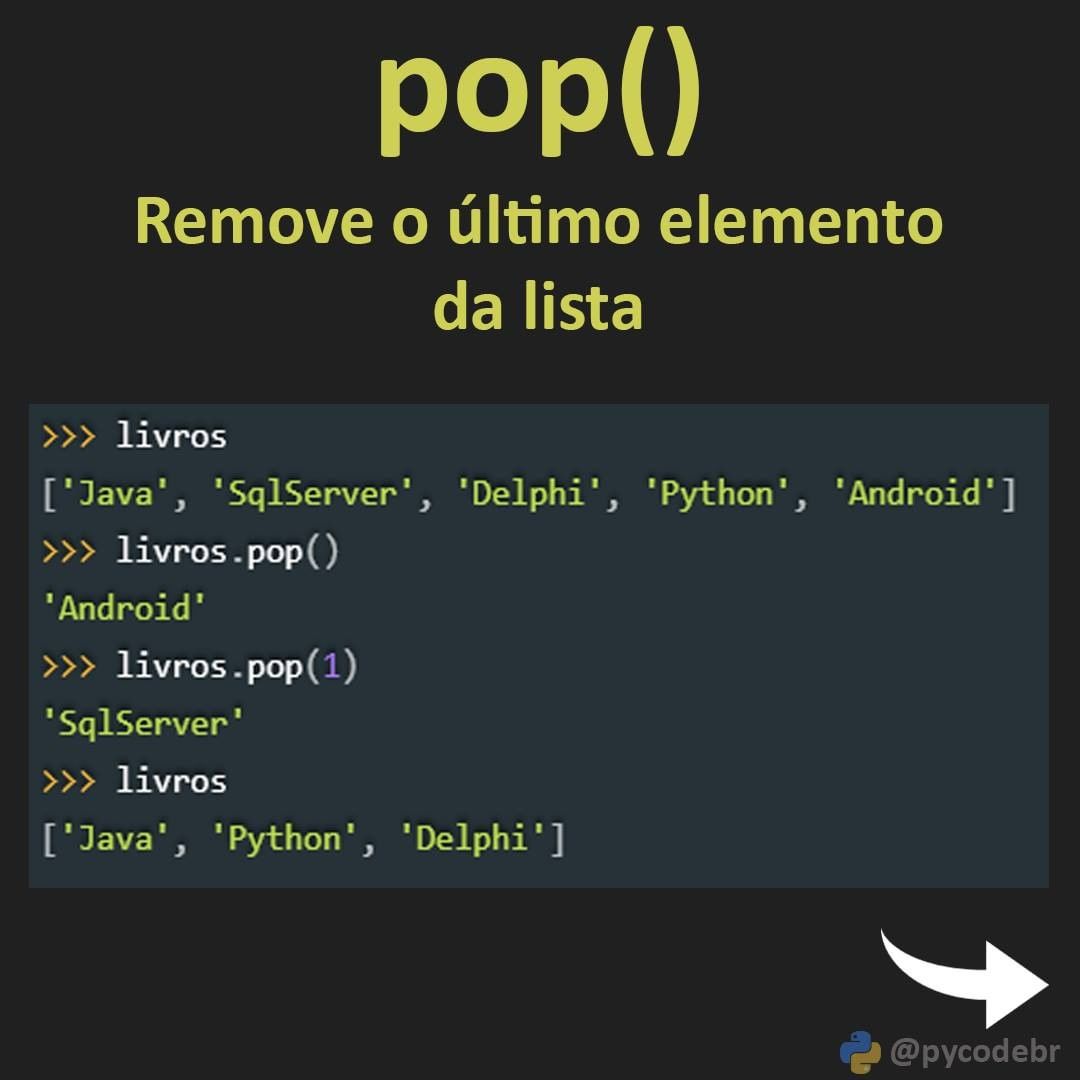 pop()
Remove o último elemento
da lista
>>> livros
['Java', 'SqlServer', 'Delphi', 'Python', 'Android']
>>> livros.pop()
'Android'
>>> livros.pop(1)
'SqlServer'
>>> livros
['Java', 'Python', 'Delphi']
@pycodebr